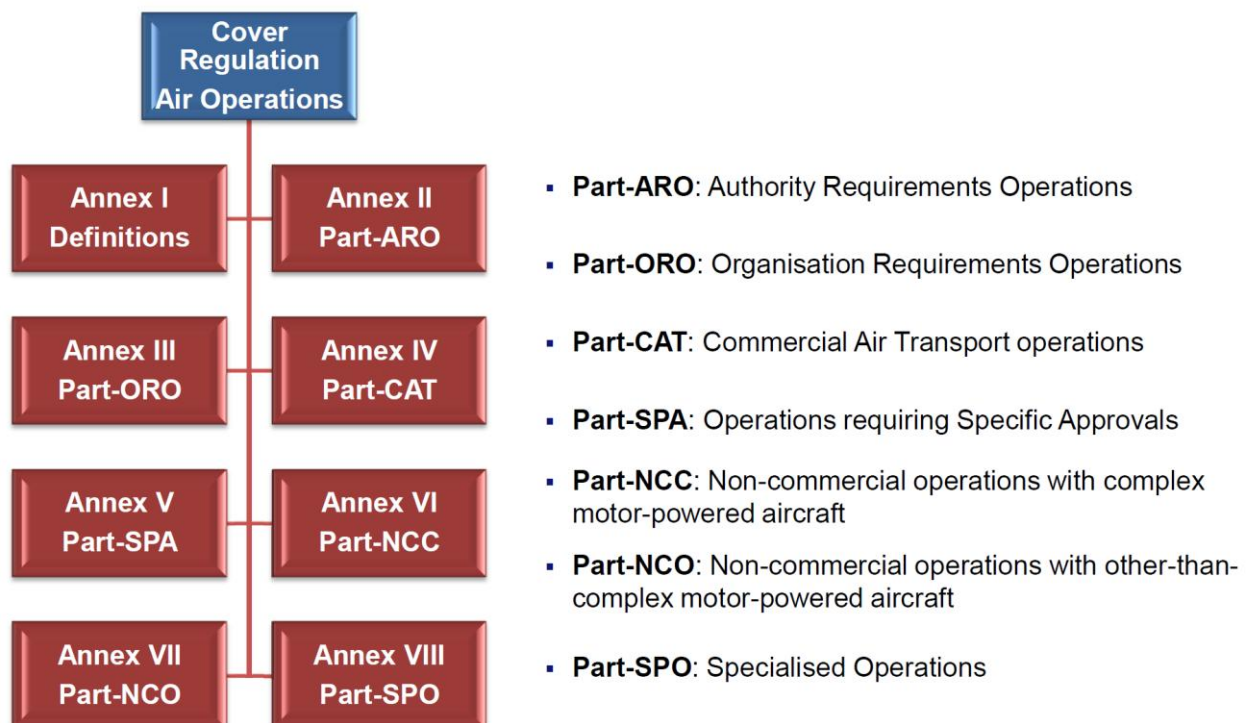 Cover
Regulation
Air Operations
Annex I
Definitions
Annex II
Part-ARO
Annex III
Part-ORO
Annex IV
Part-CAT
Annex V
Part-SPA
Annex VI
Part-NCC
Annex VII
Part-NCO
Annex VIII
Part-SPO
▪ Part-ARO: Authority Requirements Operations
▪ Part-ORO: Organisation Requirements Operations
▪ Part-CAT: Commercial Air Transport operations
▪ Part-SPA: Operations requiring Specific Approvals
▪ Part-NCC: Non-commercial operations with complex
motor-powered aircraft
▪ Part-NCO: Non-commercial operations with other-than-
complex motor-powered aircraft
▪ Part-SPO: Specialised Operations